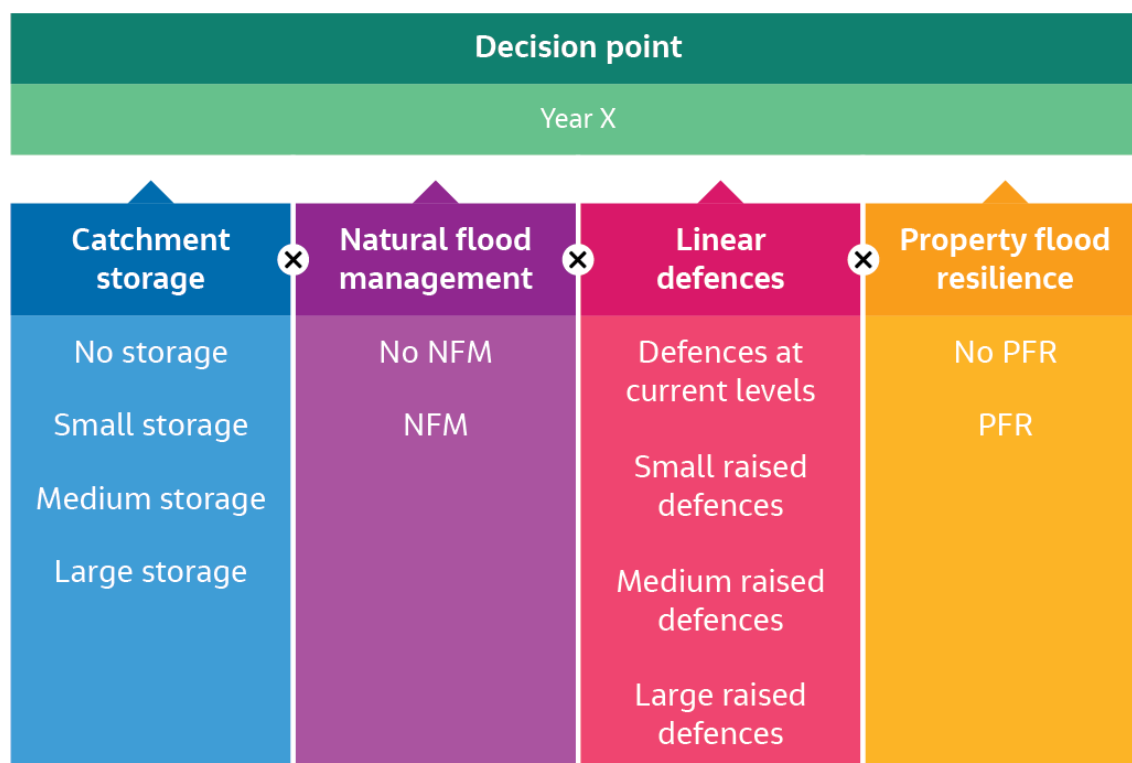 Decision point
Year X
Catchment
storage
Natural flood
management
Linear
defences
Property flood
resilience
No storage
Small storage
Medium storage
Large storage
No NFM
NFM
Defences at
current levels
Small raised
defences
Medium raised
defences
Large raised
defences
No PFR
PFR